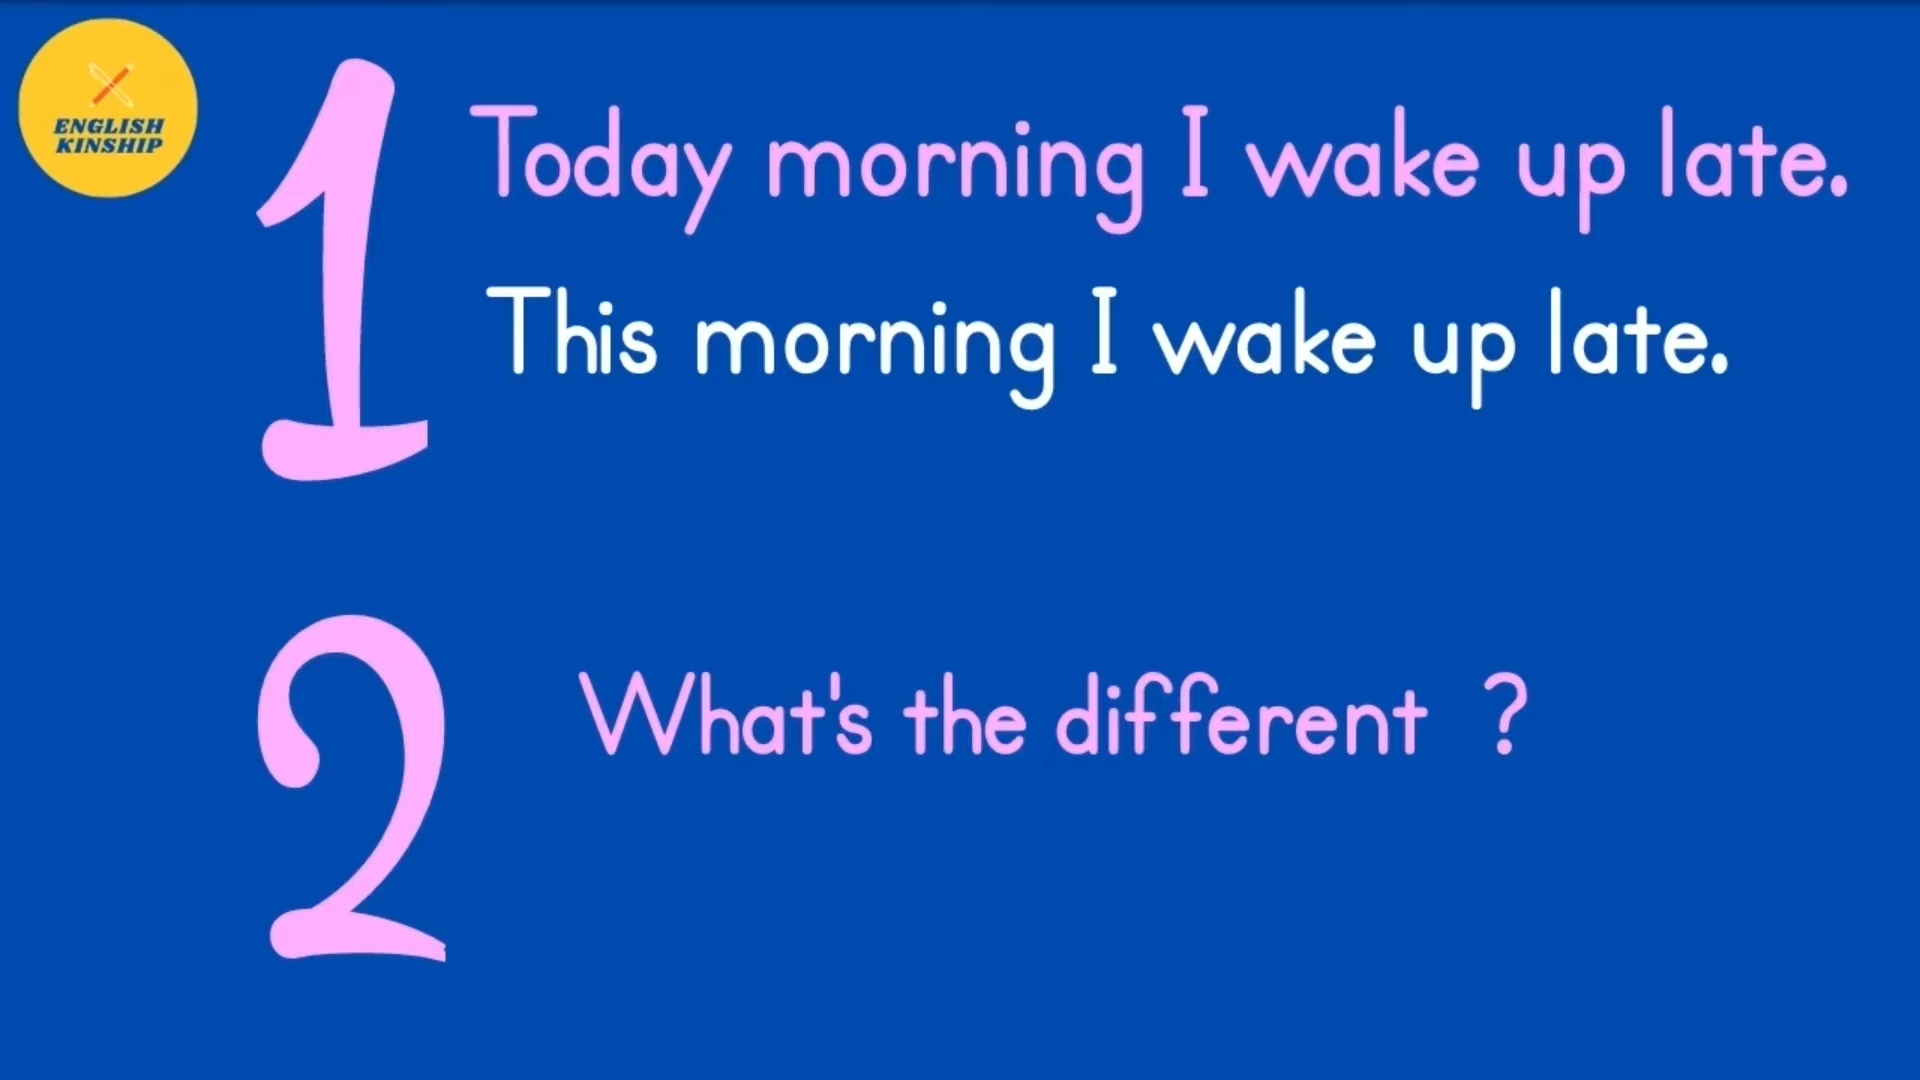 ENGLISH
KINSHIP
1
Today morning I wake up late.
This morning I wake up late.
2
What's the different ?